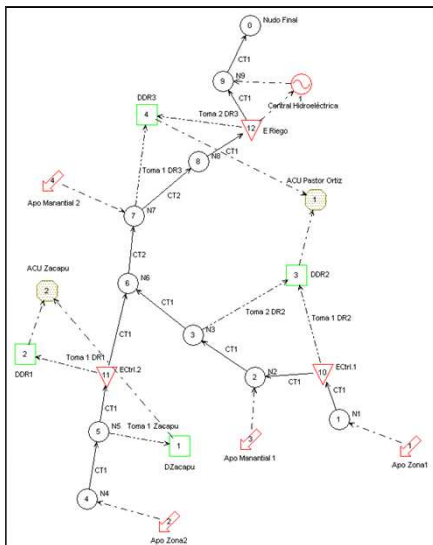 Nudo Final
0
CT1
9
N9
1
Central Hidroeléctrica
DDR3
4
Toma 2 DR3
CT1
12
E Riego
8
N8
CT1
ACU Pastor Ortiz
1
Toma 1 DR3
4
Apo Manantial 2
7
N7
CT2
CT2
ACU Zacapu
2
6
N6
3
DDR2
CT1
CT1
3
N3
Toma 2 DR2
Toma 1 DR2
2
DDR1
Toma 1 DR1
11
ECtrl.2
CT1
2
N2
CT1
10
ECtrl.1
CT1
CT1
5
N5
Toma 1 Zacapu
1
DZacapu
3
Apo Manantial 1
1
N1
1
Apo Zona1
CT1
4
N4
2
Apo Zona2